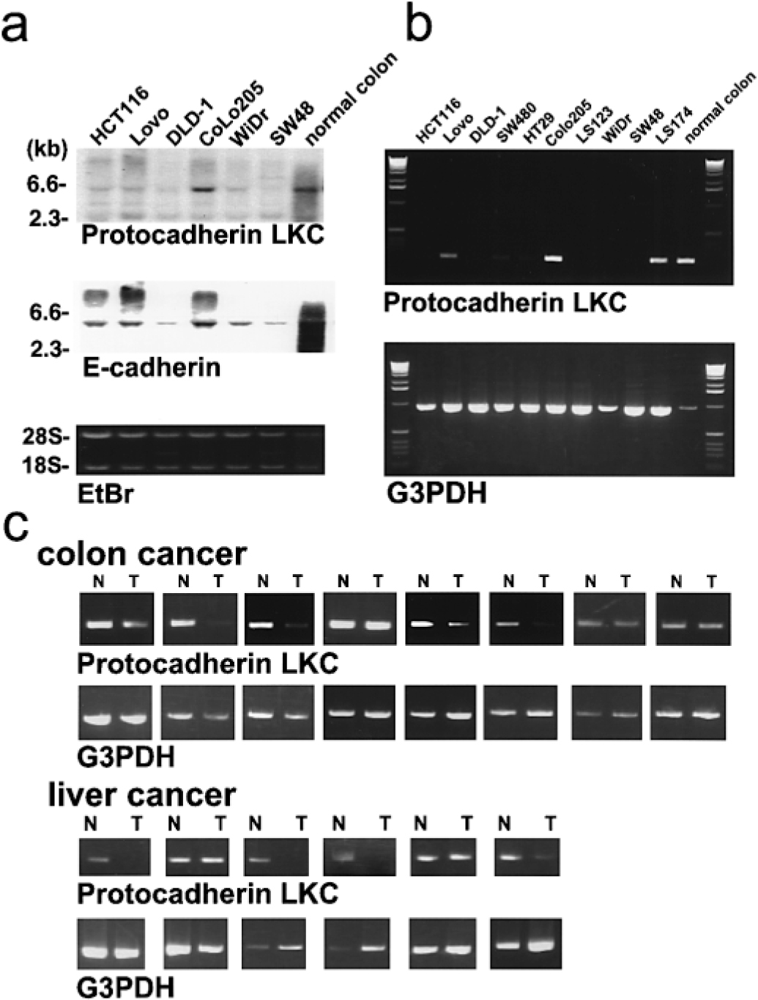 a
HCT116 Lovo DLD-1 CoLo205 WiDr SW48 normal colon
(kb)
6.6-
2.3-
Protocadherin LKC
6.6-
2.3-
E-cadherin
28S-
18S-
EtBr
b
HCT116 Lovo DLD-1 SW480 HT29 Colo205 LS123 WiDr SW48 LS174 normal colon
Protocadherin LKC
G3PDH
c
colon cancer
N T N T N T N T N T N T N T N T
Protocadherin LKC
G3PDH
liver cancer
N T N T N T N T N T N T
Protocadherin LKC
G3PDH